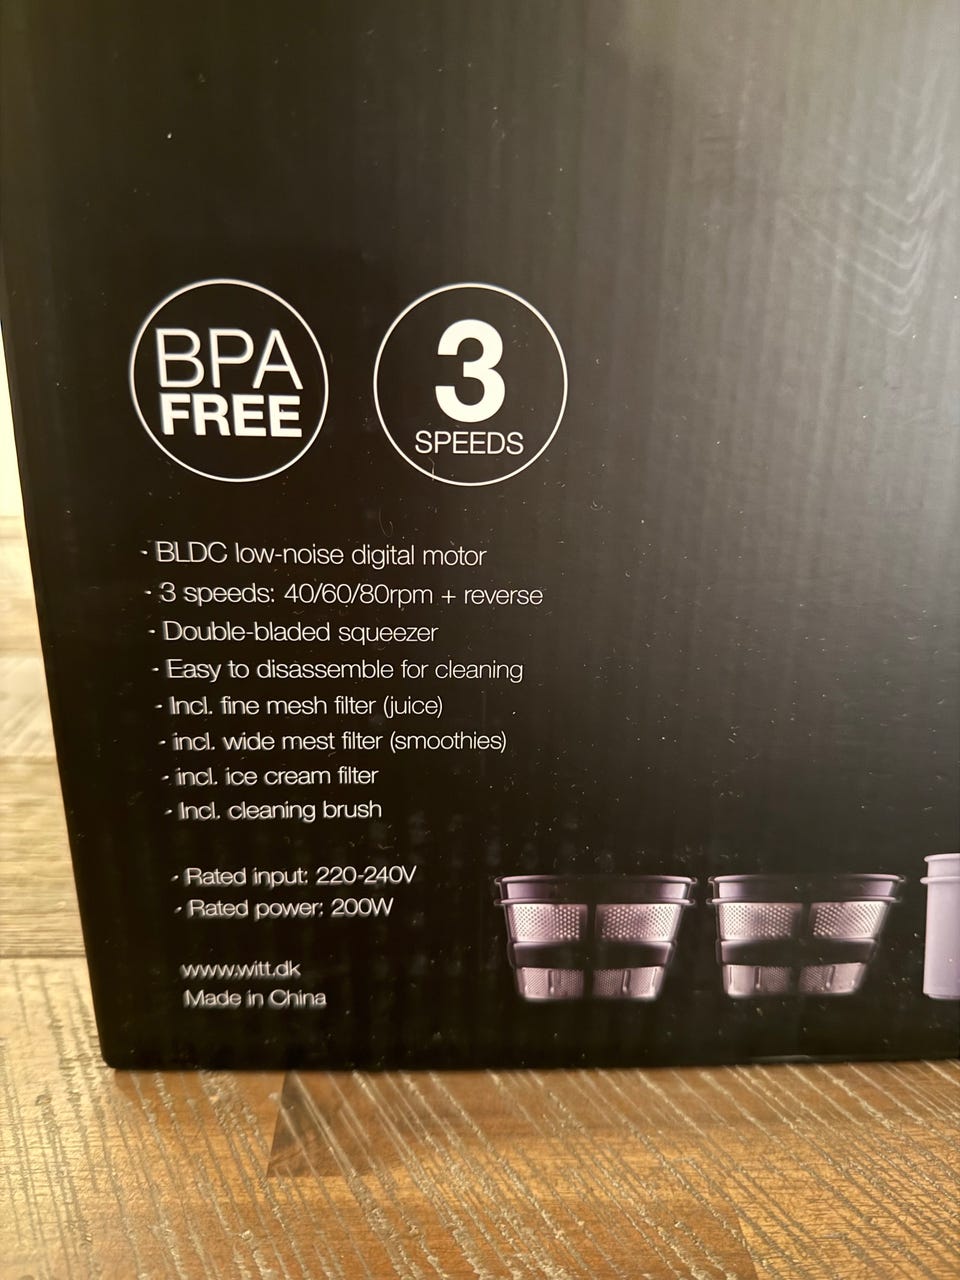 BPA
FREE
3
SPEEDS
- BLDC low-noise digital motor
- 3 speeds: 40/60/80rpm + reverse
- Double-bladed squeezer
- Easy to disassemble for cleaning
- Incl. fine mesh filter (juice)
- incl. wide mest filter (smoothies)
- incl. ice cream filter
- Incl. cleaning brush
- Rated input: 220-240V
- Rated power: 200W
www.witt.dk
Made in China